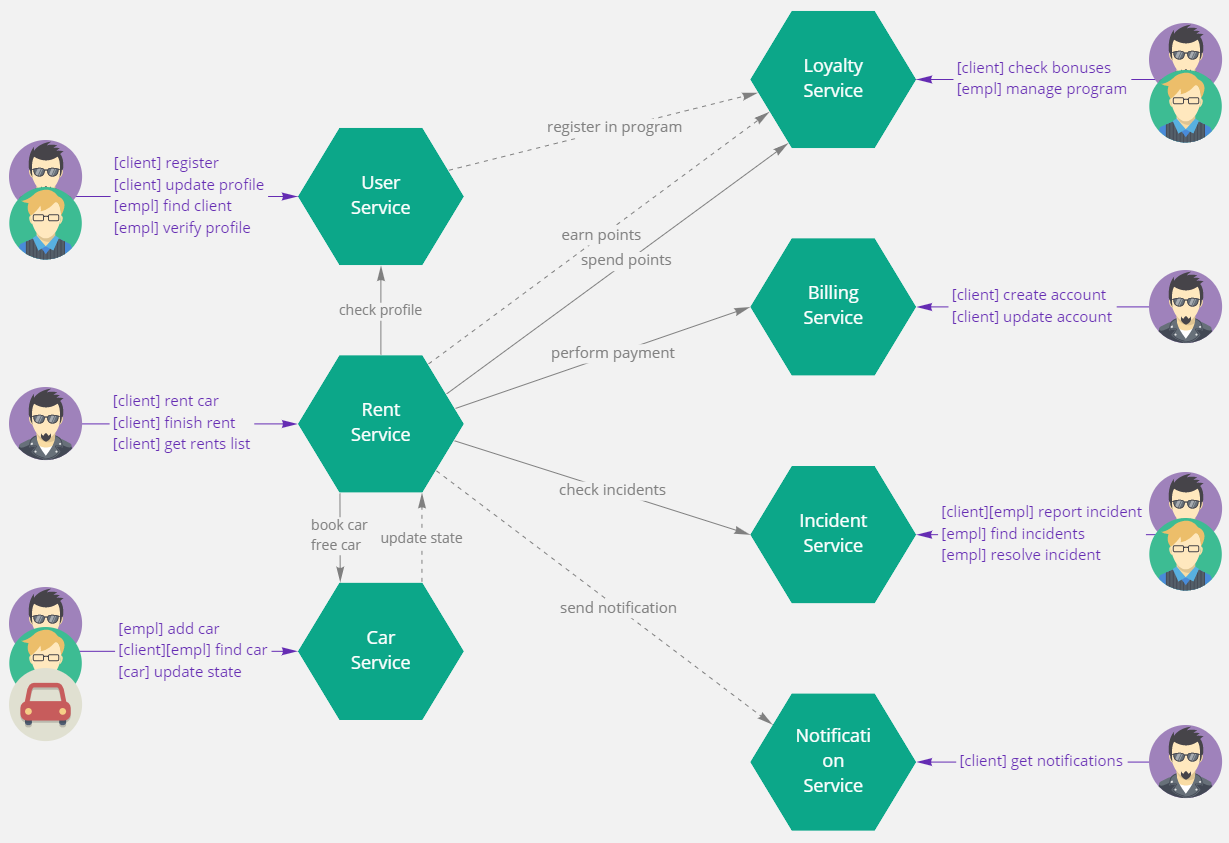 Loyalty
Service
[client] check bonuses
[empl] manage program
register in program
[client] register
[client] update profile
[empl] find client
[empl] verify profile
User
Service
earn points
spend points
check profile
Billing
Service
[client] create account
[client] update account
perform payment
[client] rent car
[client] finish rent
[client] get rents list
Rent
Service
check incidents
Incident
Service
[client][empl] report incident
[empl] find incidents
[empl] resolve incident
book car
free car
update state
send notification
[empl] add car
[client][empl] find car
[car] update state
Car
Service
Notificati
on
Service
[client] get notifications